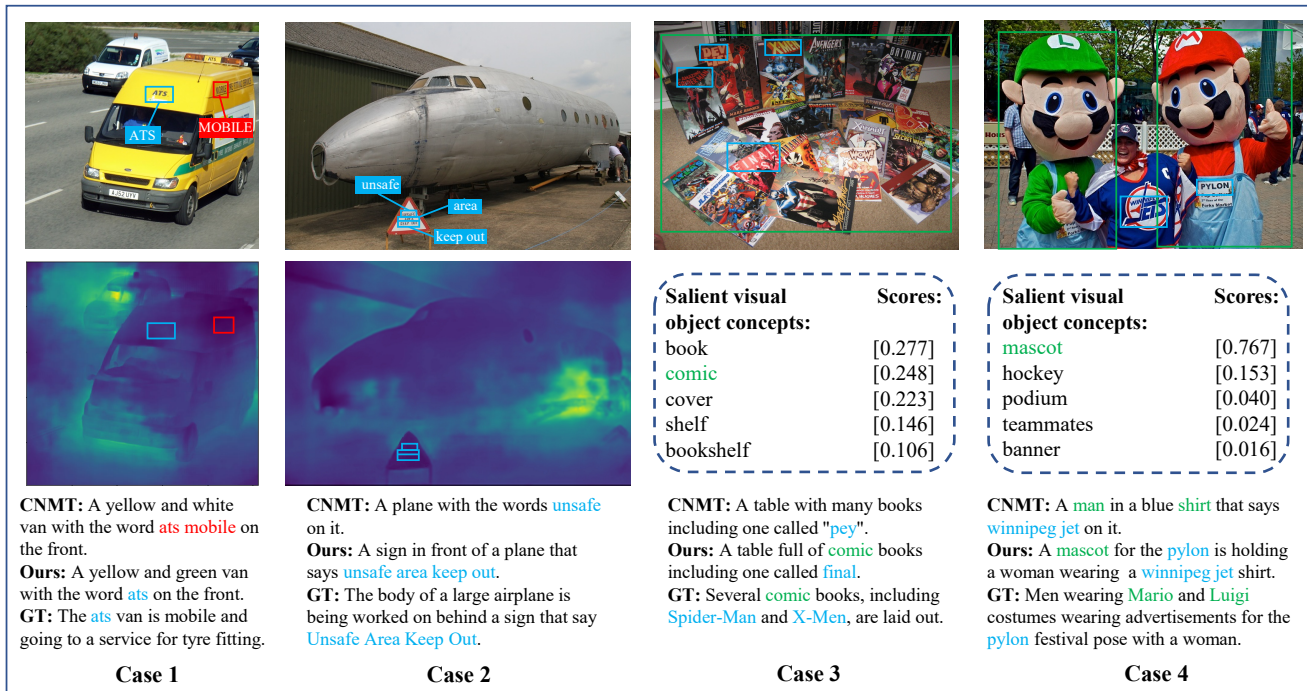 ATS
MOBILE
ATS
AJ52 UTV
unsafe
area
keep out
AVENGERS
HALO
BATMAN
WOW!
PYLON
WINNIPEG
JETS
Salient visual
object concepts:
Scores:
book [0.277]
comic [0.248]
cover [0.223]
shelf [0.146]
bookshelf [0.106]
Salient visual
object concepts:
Scores:
mascot [0.767]
hockey [0.153]
podium [0.040]
teammates [0.024]
banner [0.016]
CNMT: A yellow and white
van with the word ats mobile on
the front.
Ours: A yellow and green van
with the word ats on the front.
GT: The ats van is mobile and
going to a service for tyre fitting.
Case 1
CNMT: A plane with the words unsafe
on it.
Ours: A sign in front of a plane that
says unsafe area keep out.
GT: The body of a large airplane is
being worked on behind a sign that say
Unsafe Area Keep Out.
Case 2
CNMT: A table with many books
including one called "pey".
Ours: A table full of comic books
including one called final.
GT: Several comic books, including
Spider-Man and X-Men, are laid out.
Case 3
CNMT: A man in a blue shirt that says
winnipeg jet on it.
Ours: A mascot for the pylon is holding
a woman wearing a winnipeg jet shirt.
GT: Men wearing Mario and Luigi
costumes wearing advertisements for the
pylon festival pose with a woman.
Case 4